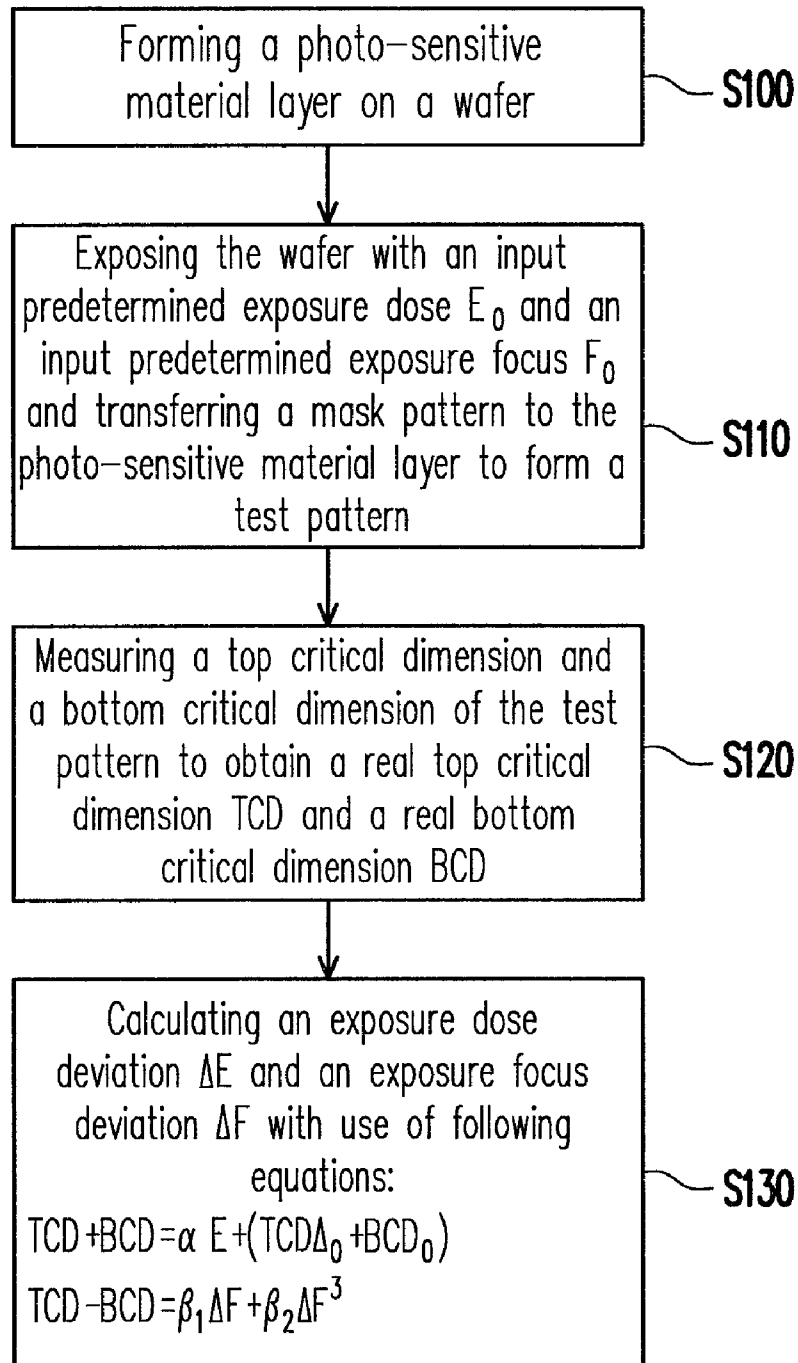 Forming a photo-sensitive
material layer on a wafer
S100
Exposing the wafer with an input
predetermined exposure dose E₀ and an
input predetermined exposure focus F₀
and transferring a mask pattern to the
photo-sensitive material layer to form a
test pattern
S110
Measuring a top critical dimension and
a bottom critical dimension of the test
pattern to obtain a real top critical
dimension TCD and a real bottom
critical dimension BCD
S120
Calculating an exposure dose
deviation ΔE and an exposure focus
deviation ΔF with use of following
equations:
TCD+BCD=α E+(TCDΔ₀+BCD₀)
TCD-BCD=β₁ΔF+β₂ΔF³
S130